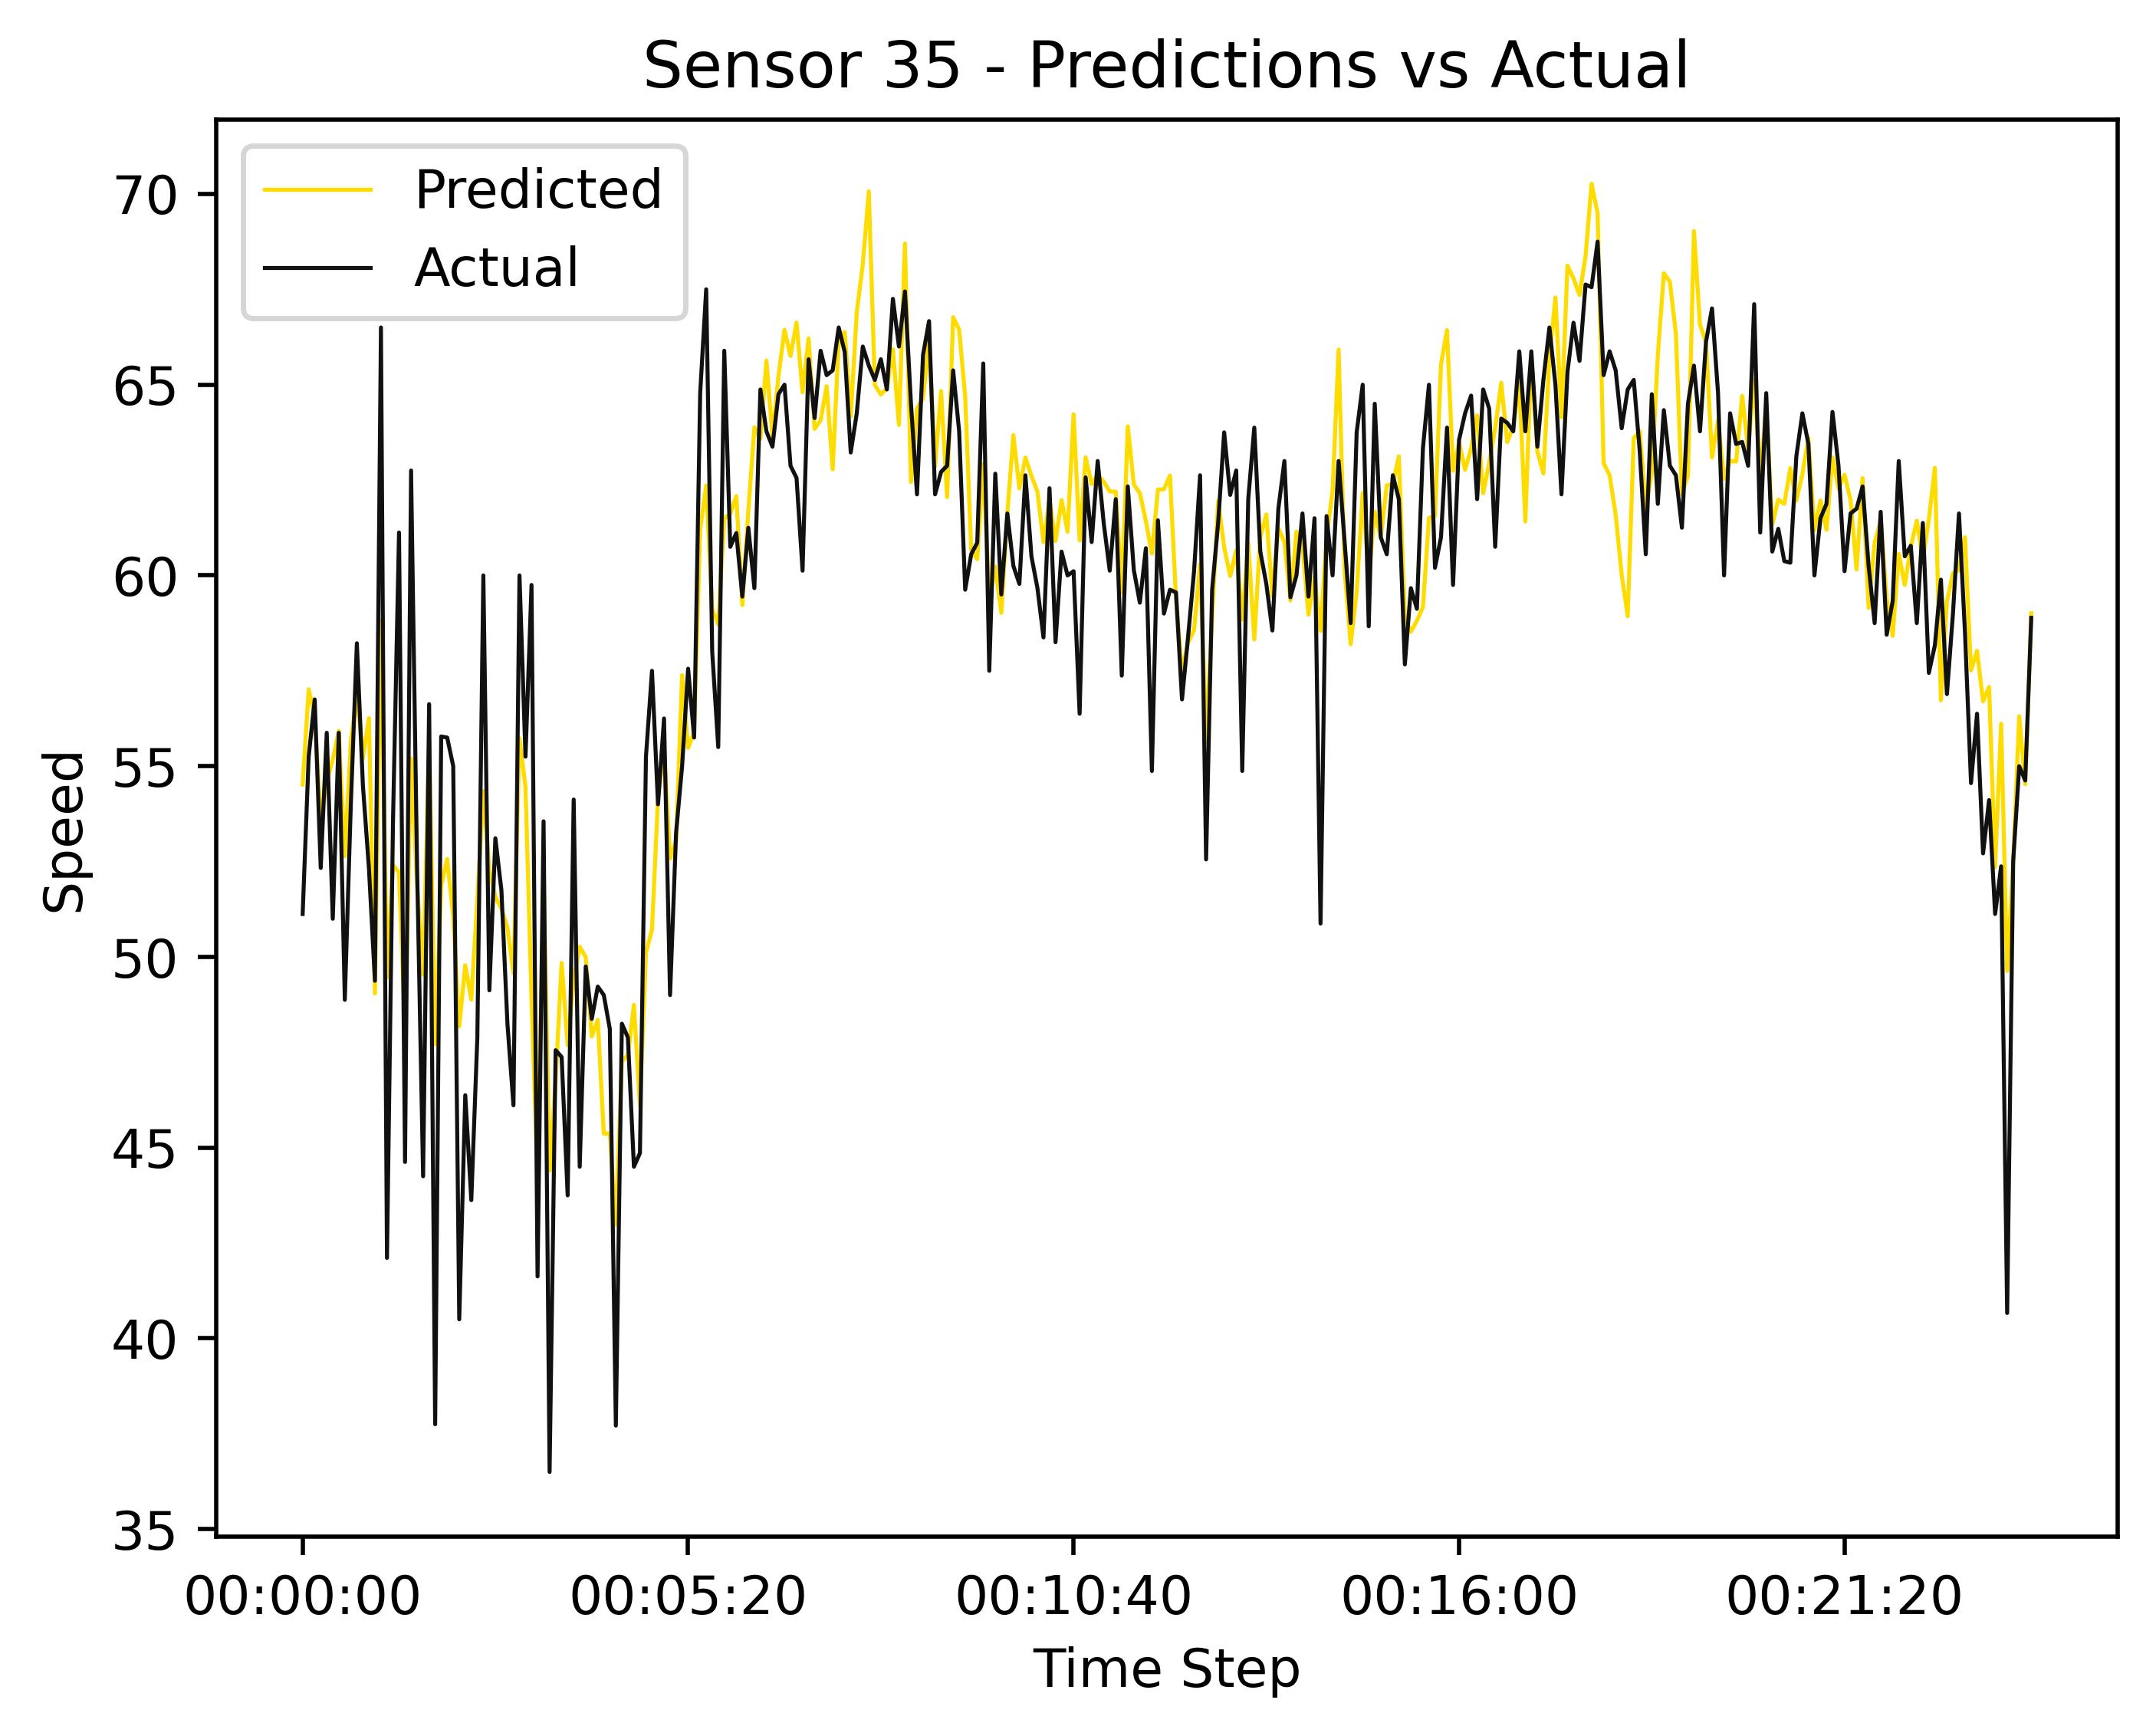 Sensor 35 - Predictions vs Actual
Predicted
Actual
70
65
60
55
50
45
40
35
Speed
00:00:00 00:05:20 00:10:40 00:16:00 00:21:20
Time Step